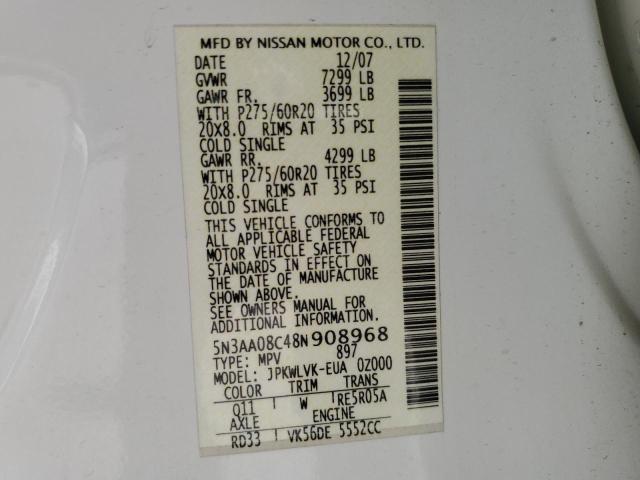 MFD BY NISSAN MOTOR CO., LTD.
DATE 12/07
GVWR 7299 LB
GAWR FR. 3699 LB
WITH P275/60R20 TIRES
20X8.0 RIMS AT 35 PSI
COLD SINGLE
GAWR RR. 4299 LB
WITH P275/60R20 TIRES
20X8.0 RIMS AT 35 PSI
COLD SINGLE
THIS VEHICLE CONFORMS TO
ALL APPLICABLE FEDERAL
MOTOR VEHICLE SAFETY
STANDARDS IN EFFECT ON
THE DATE OF MANUFACTURE
SHOWN ABOVE.
SEE OWNERS MANUAL FOR
ADDITIONAL INFORMATION.
5N3AA08C48N908968
TYPE: MPV 897
MODEL: JPKWLVK-EUA 0Z000
COLOR TRIM TRANS
Q11 W RE5R05A
AXLE ENGINE
RD33 VK56DE 5552CC